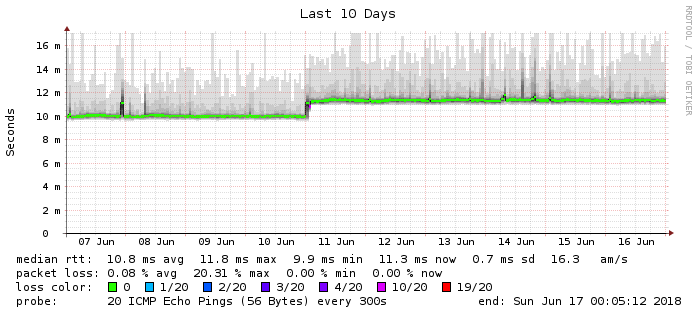 Last 10 Days
RRDTOOL / TOBI OETIKER
Seconds
16 m
14 m
12 m
10 m
8 m
6 m
4 m
2 m
0
07 Jun 08 Jun 09 Jun 10 Jun 11 Jun 12 Jun 13 Jun 14 Jun 15 Jun 16 Jun
median rtt: 10.8 ms avg 11.8 ms max 9.9 ms min 11.3 ms now 0.7 ms sd 16.3 am/s
packet loss: 0.08 % avg 20.31 % max 0.00 % min 0.00 % now
loss color: 0 1/20 2/20 3/20 4/20 10/20 19/20
probe: 20 ICMP Echo Pings (56 Bytes) every 300s end: Sun Jun 17 00:05:12 2018